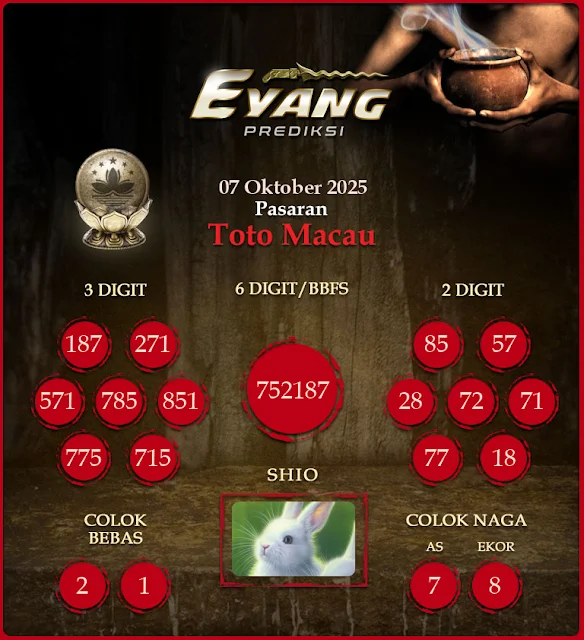 EYANG
PREDIKSI
07 Oktober 2025
Pasaran
Toto Macau
3 DIGIT
187 271
571 785 851
775 715
6 DIGIT/BBFS
752187
2 DIGIT
85 57
28 72 71
77 18
COLOK
BEBAS
2 1
SHIO
COLOK NAGA
AS EKOR
7 8